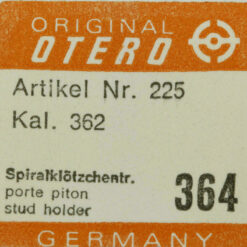 ORIGINAL
OTERO
Artikel Nr. 225
Kal. 362
Spiralklötzchentr.
porte piton
stud holder
364
GERMANY